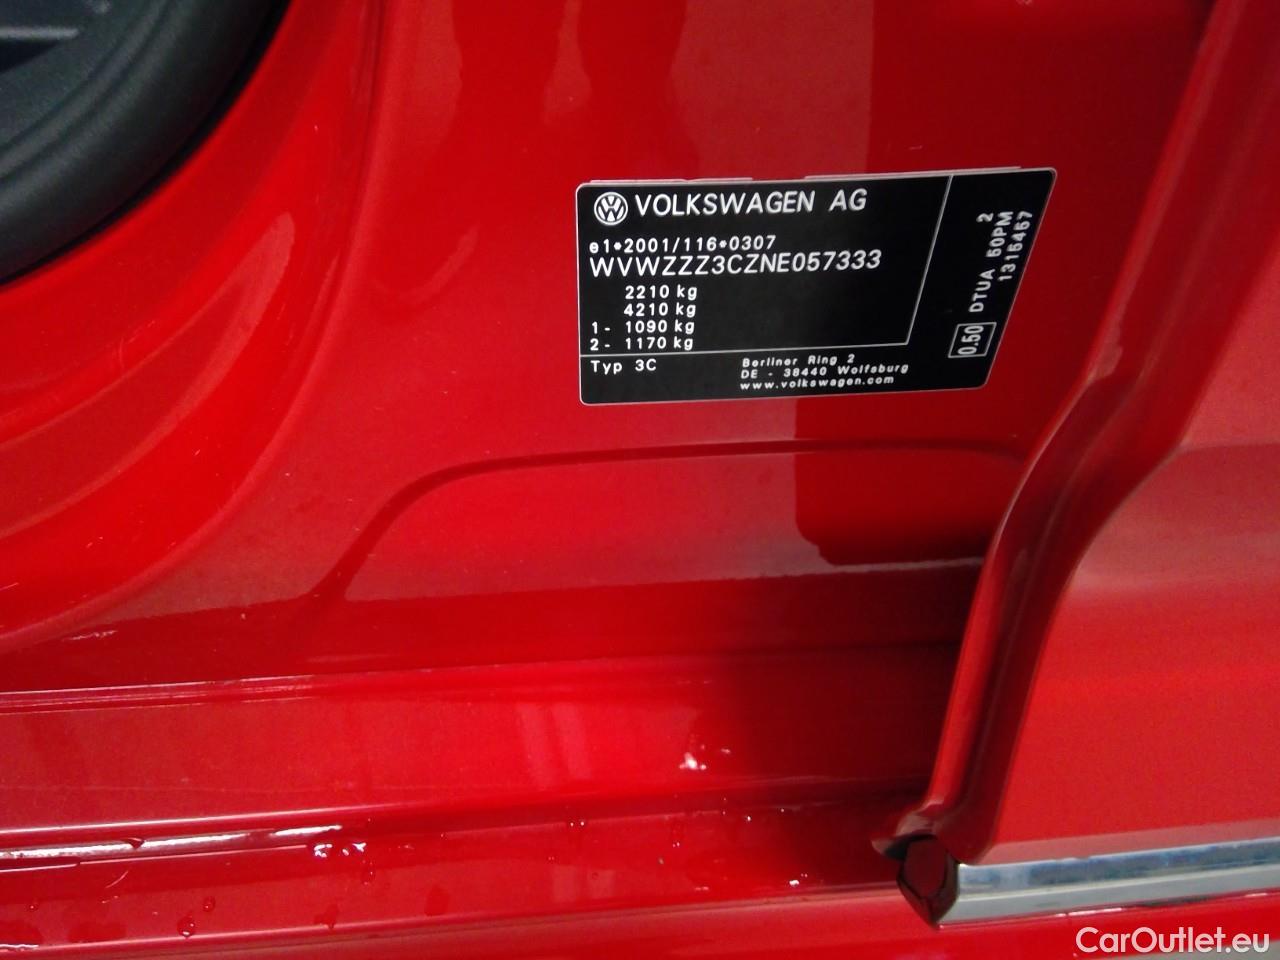 VOLKSWAGEN AG
e1*2001/116*0307
WVWZZZ3CZNE057333
2210 kg
4210 kg
1- 1090 kg
2- 1170 kg
Typ 3C
Berliner Ring 2
DE - 38440 Wolfsburg
www.volkswagen.com
2
0.50 DTUA 50PM
1315457
CarOutlet.eu